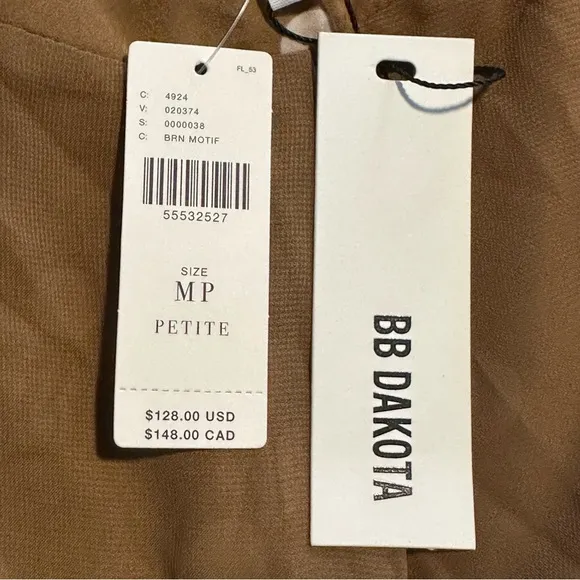 FL_53
C: 4924
V: 020374
S: 0000038
C: BRN MOTIF
55532527
SIZE
MP
PETITE
$128.00 USD
$148.00 CAD
BB DAKOTA